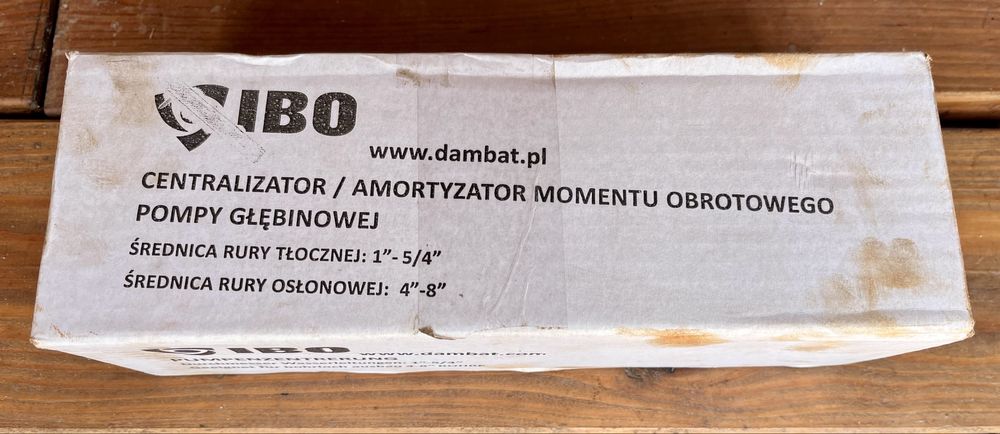 IBO
www.dambat.pl
CENTRALIZATOR / AMORTYZATOR MOMENTU OBROTOWEGO
POMPY GŁĘBINOWEJ
ŚREDNICA RURY TŁOCZNEJ: 1”- 5/4”
ŚREDNICA RURY OSŁONOWEJ: 4”-8”
IBO www.dambat.com
PUMPENZENTRIERUNG